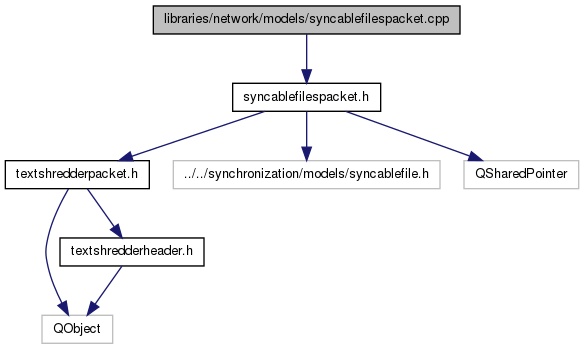 libraries/network/models/syncablefilespacket.cpp
syncablefilespacket.h
textshredderpacket.h
../../synchronization/models/syncablefile.h
QSharedPointer
textshredderheader.h
QObject